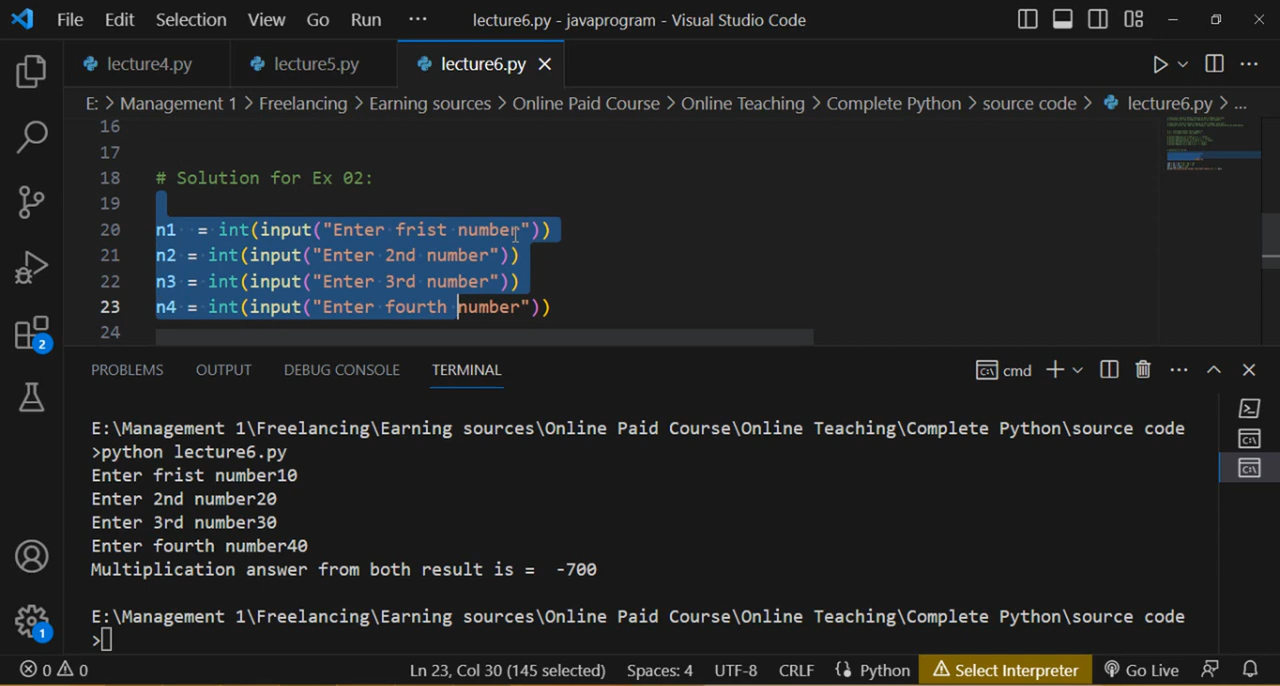 File Edit Selection View Go Run ··· lecture6.py - javaprogram - Visual Studio Code
lecture4.py lecture5.py lecture6.py
E: > Management 1 > Freelancing > Earning sources > Online Paid Course > Online Teaching > Complete Python > source code > lecture6.py > ...
16
17
18 # Solution for Ex 02:
19
20 n1  = int(input("Enter frist number"))
21 n2 = int(input("Enter 2nd number"))
22 n3 = int(input("Enter 3rd number"))
23 n4 = int(input("Enter fourth number"))
24
PROBLEMS OUTPUT DEBUG CONSOLE TERMINAL cmd
E:\Management 1\Freelancing\Earning sources\Online Paid Course\Online Teaching\Complete Python\source code
>python lecture6.py
Enter frist number10
Enter 2nd number20
Enter 3rd number30
Enter fourth number40
Multiplication answer from both result is =  -700
E:\Management 1\Freelancing\Earning sources\Online Paid Course\Online Teaching\Complete Python\source code
>
2
1
0 0 Ln 23, Col 30 (145 selected) Spaces: 4 UTF-8 CRLF Python Select Interpreter Go Live